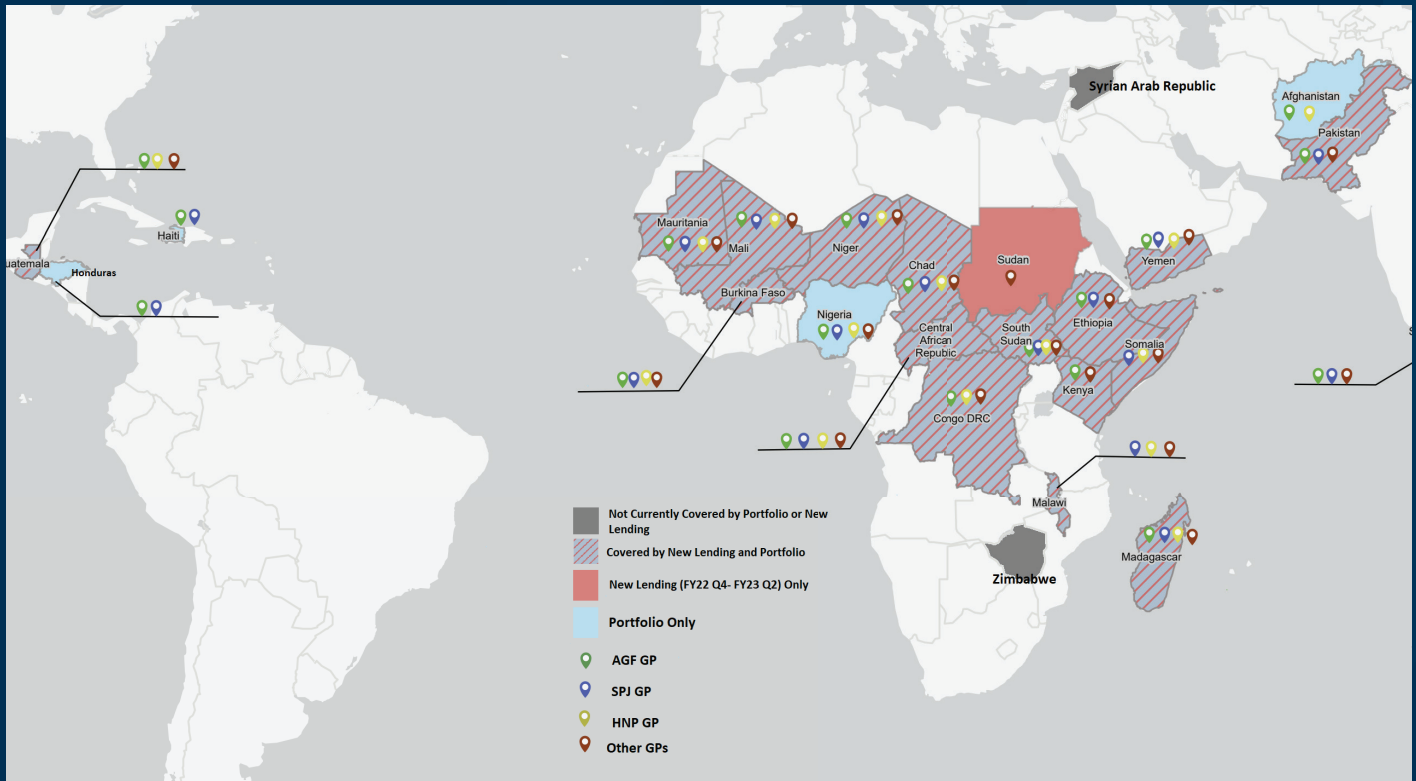 Syrian Arab Republic
Afghanistan
Pakistan
Haiti
uatemala
Honduras
Mauritania
Mali
Niger
Chad
Sudan
Yemen
Burkina Faso
Nigeria
Central
African
Republic
South
Sudan
Ethiopia
Somalia
Kenya
Congo DRC
Malawi
Madagascar
Zimbabwe
S
Not Currently Covered by Portfolio or New
Lending
Covered by New Lending and Portfolio
New Lending (FY22 Q4- FY23 Q2) Only
Portfolio Only
AGF GP
SPJ GP
HNP GP
Other GPs